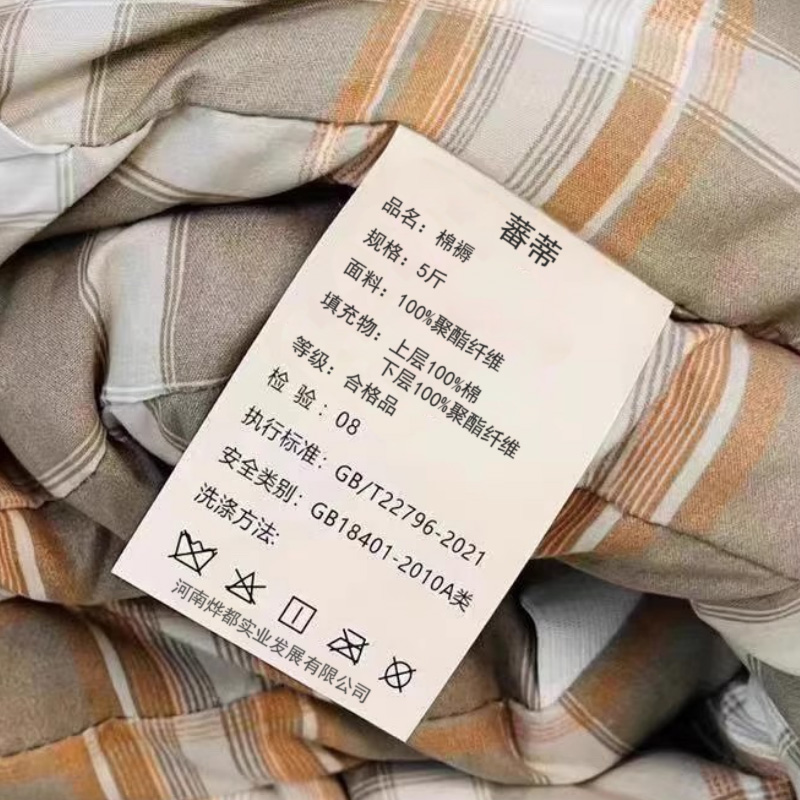 蕃蒂
品名：棉褥
规格：5斤
面料：100%聚酯纤维
填充物：上层100%棉
下层100%聚酯纤维
等级：合格品
检 验：08
执行标准：GB/T22796-2021
安全类别：GB18401-2010A类
洗涤方法:
河南烨都实业发展有限公司